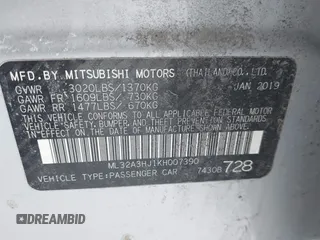 MFD. BY MITSUBISHI MOTORS (THAILAND) CO., LTD.
GVWR 3020LBS/1370KG JAN 2019
GAWR FR 1609LBS/ 730KG
GAWR RR 1477LBS/ 670KG
THIS VEHICLE CONFORMS TO ALL APPLICABLE FEDERAL MOTOR VEHICLE SAFETY, BUMPER, AND THEFT PREVENTION STANDARDS IN EFFECT ON THE DATE OF MANUFACTURE SHOWN ABOVE.
ML32A3HJ1KH007390
VEHICLE TYPE:PASSENGER CAR 7430B 728
© AutoBidMaster.com